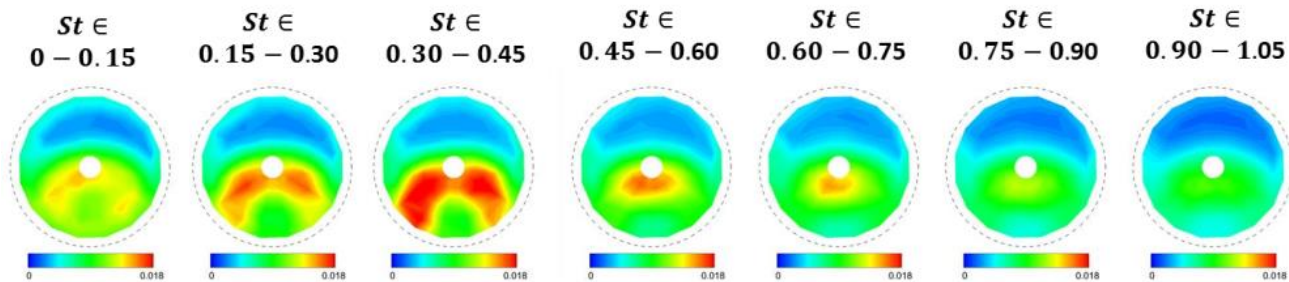 St ∈ St ∈ St ∈ St ∈ St ∈ St ∈ St ∈
0 − 0.15 0.15 − 0.30 0.30 − 0.45 0.45 − 0.60 0.60 − 0.75 0.75 − 0.90 0.90 − 1.05
0 0.018 0 0.018 0 0.018 0 0.018 0 0.018 0 0.018 0 0.018